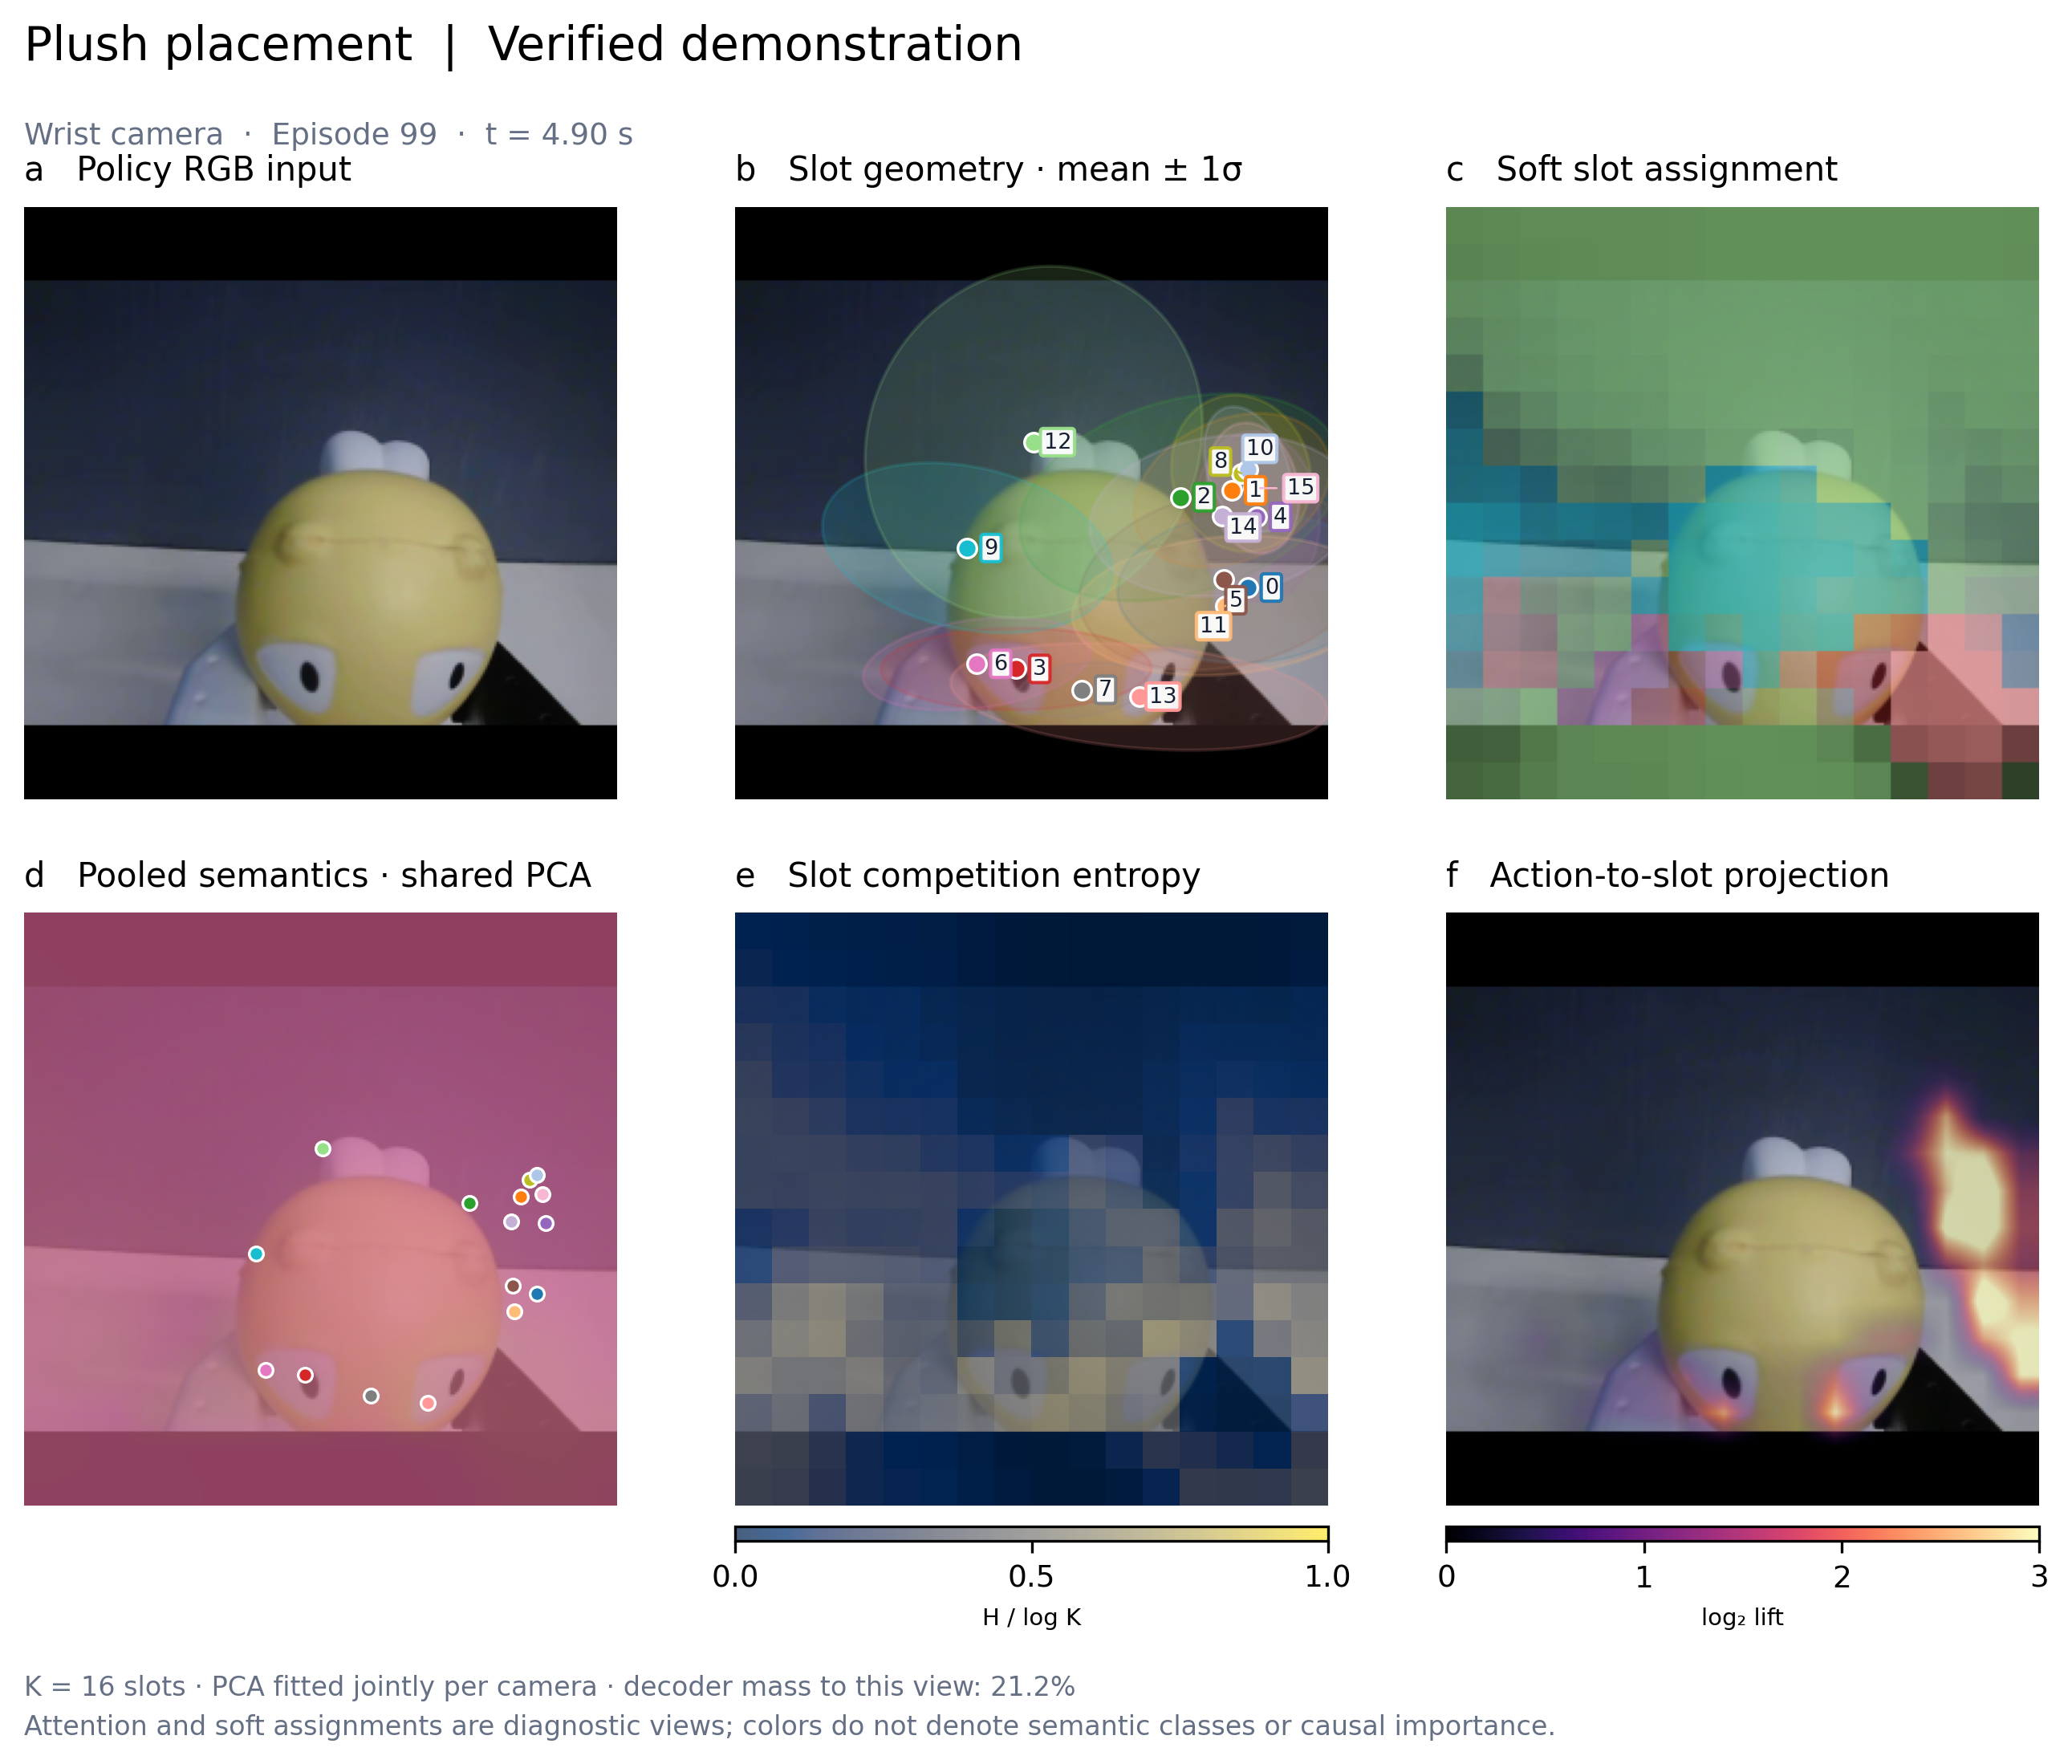 Plush placement | Verified demonstration
Wrist camera · Episode 99 · t = 4.90 s
a Policy RGB input
b Slot geometry · mean ± 1σ
c Soft slot assignment
12
10
8
15
1
2
4
14
9
0
5
11
6
3
7
13
d Pooled semantics · shared PCA
e Slot competition entropy
f Action-to-slot projection
0.0 0.5 1.0
H / log K
0 1 2 3
log₂ lift
K = 16 slots · PCA fitted jointly per camera · decoder mass to this view: 21.2%
Attention and soft assignments are diagnostic views; colors do not denote semantic classes or causal importance.